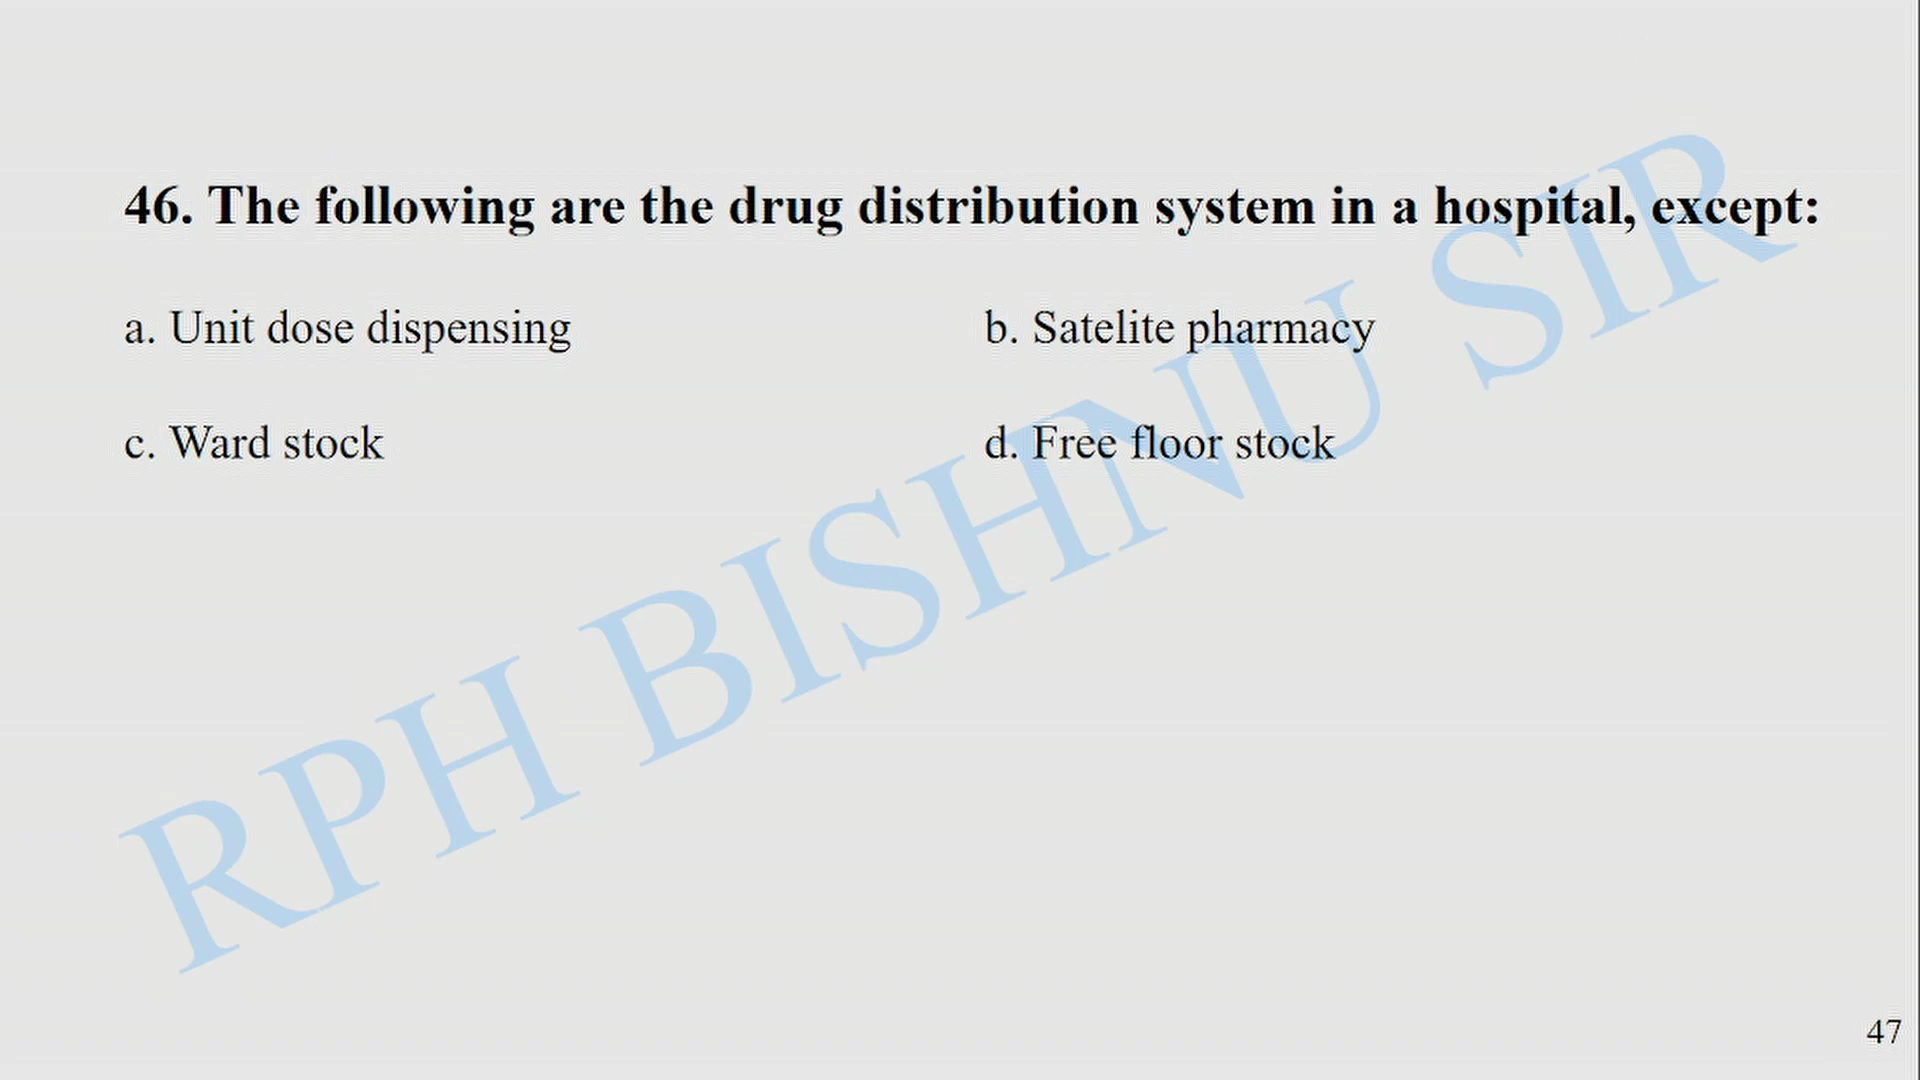 46. The following are the drug distribution system in a hospital, except:
a. Unit dose dispensing
b. Satelite pharmacy
c. Ward stock
d. Free floor stock
RPH BISHNU SIR
47